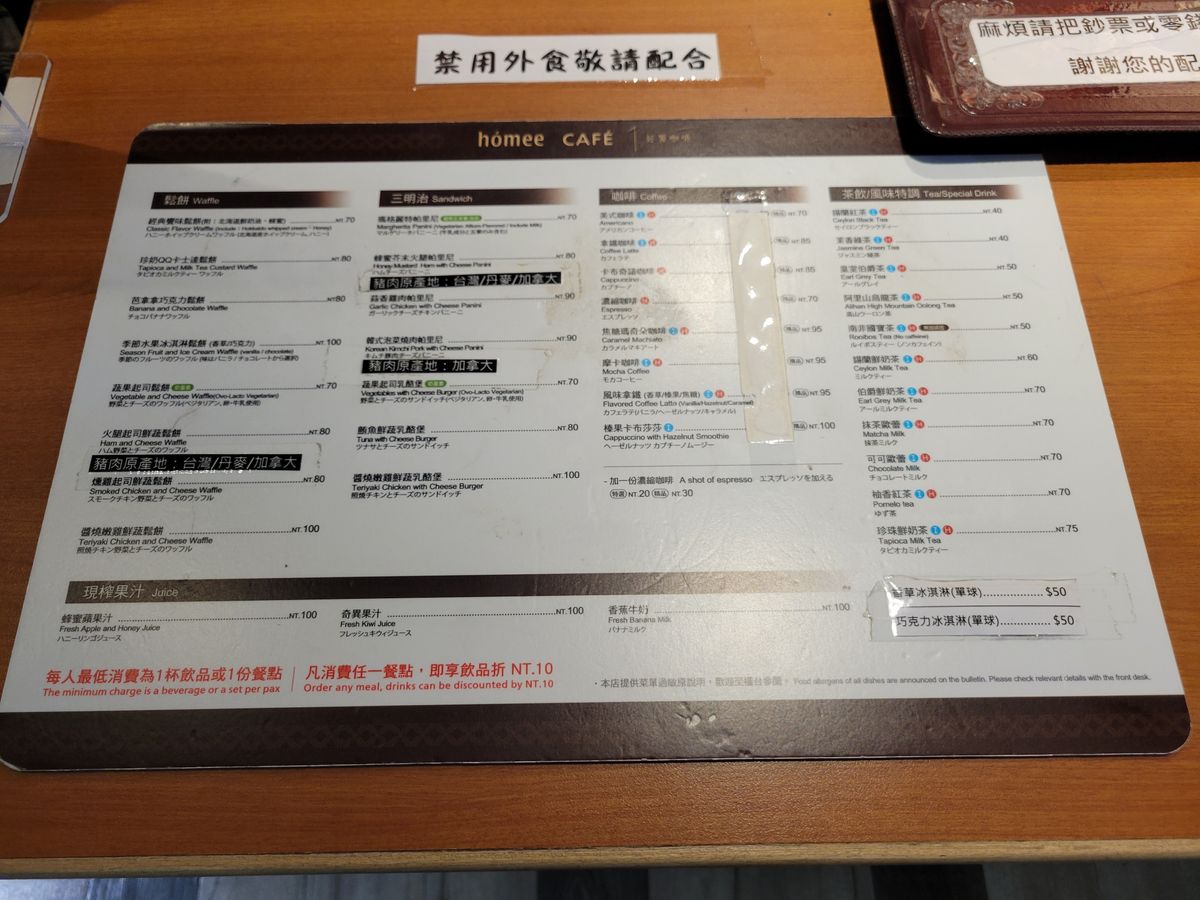 禁用外食敬請配合
麻煩請把鈔票或零錢
謝謝您的配
hómee CAFÉ
鬆餅 Waffle
經典蜜味鬆餅(附：北海道鮮奶油、蜂蜜) NT.70
Classic Flavor Waffle (Include : Hokkaido whipped cream、Honey)
珍奶QQ卡士達鬆餅 NT.80
Tapioca and Milk Tea Custard Waffle
タピオカミルクティー ワッフル
芭拿拿巧克力鬆餅 NT.80
Banana and Chocolate Waffle
チョコバナナワッフル
季節水果冰淇淋鬆餅 (香草/巧克力) NT.100
Season Fruit and Ice Cream Waffle (vanilla / chocolate)
季節のフルーツのワッフル (味はバニラ / チョコレートから選択)
蔬果起司鬆餅 NT.70
Vegetable and Cheese Waffle(Ovo-Lacto Vegetarian)
野菜とチーズのワッフル(ベジタリアン, 卵・牛乳使用)
火腿起司鮮蔬鬆餅 NT.80
Ham and Cheese Waffle
ハム野菜とチーズのワッフル
豬肉原產地：台灣/丹麥/加拿大
燻雞起司鮮蔬鬆餅 NT.80
Smoked Chicken and Cheese Waffle
スモークチキン野菜とチーズのワッフル
醬燒嫩雞鮮蔬鬆餅 NT.100
Teriyaki Chicken and Cheese Waffle
照焼チキン野菜とチーズのワッフル
三明治 Sandwich
瑪格麗特帕里尼 NT.70
Margherita Panini (Vegetarian Allium-Flavored / Include Milk)
蜂蜜芥末火腿帕里尼 NT.80
Honey Mustard Ham with Cheese Panini
ハムチーズパニーニ
豬肉原產地：台灣/丹麥/加拿大
蒜香雞肉帕里尼 NT.90
Garlic Chicken with Cheese Panini
ガーリックチーズチキンパニーニ
韓式泡菜燒肉帕里尼 NT.90
Korean Kimchi Pork with Cheese Panini
キムチ豚肉チーズパニーニ
豬肉原產地：加拿大
蔬果起司乳酪堡 NT.70
Vegetables with Cheese Burger (Ovo-Lacto Vegetarian)
野菜とチーズのサンドイッチ(ベジタリアン, 卵・牛乳使用)
鮪魚鮮蔬乳酪堡 NT.80
Tuna with Cheese Burger
ツナサとチーズのサンドイッチ
醬燒嫩雞鮮蔬乳酪堡 NT.100
Teriyaki Chicken with Cheese Burger
照焼チキンとチーズのサンドイッチ
咖啡 Coffee
美式咖啡 I H NT.70
Americano
アメリカンコーヒー
拿鐵咖啡 I H NT.85
Coffee Latte
カフェラテ
卡布奇諾咖啡 H NT.85
Cappuccino
カプチーノ
濃縮咖啡 H NT.70
Espresso
エスプレッソ
焦糖瑪奇朵咖啡 I H NT.95
Caramel Machiato
カラメルマキアート
摩卡咖啡 I H NT.95
Mocha Coffee
モカコーヒー
風味拿鐵 (香草/榛果/焦糖) I H NT.95
Flavored Coffee Latte (Vanilla/Hazelnut/Caramel)
カフェラテ(バニラ/ヘーゼルナッツ/キャラメル)
榛果卡布莎莎 I NT.100
Cappuccino with Hazelnut Smoothie
ヘーゼルナッツ カプチーノムージー
- 加一份濃縮咖啡 A shot of espresso エスプレッソを加える
特選 NT.20 精品 NT.30
茶飲/風味特調 Tea/Special Drink
錫蘭紅茶 I H NT.40
Ceylon Black Tea
セイロンブラックティー
茉香綠茶 I H NT.40
Jasmine Green Tea
ジャスミン緑茶
皇室伯爵茶 I H NT.50
Earl Grey Tea
アールグレイ
阿里山烏龍茶 I H NT.50
Alihan High Mountain Oolong Tea
高山ウーロン茶
南非國寶茶 I H NT.50
Rooibos Tea (No caffeine)
ルイボスティー (ノンカフェイン)
錫蘭鮮奶茶 I H NT.60
Ceylon Milk Tea
ミルクティー
伯爵鮮奶茶 I H NT.70
Earl Grey Milk Tea
アールミルクティ
抹茶歐蕾 I H NT.70
Matcha Milk
抹茶ミルク
可可歐蕾 I H NT.70
Chocolate Milk
チョコレートミルク
柚香紅茶 I H NT.70
Pomelo tea
ゆず茶
珍珠鮮奶茶 I H NT.75
Tapioca Milk Tea
タピオカミルクティー
現榨果汁 Juice
蜂蜜蘋果汁 NT.100
Fresh Apple and Honey Juice
ハニーリンゴジュース
奇異果汁 NT.100
Fresh Kiwi Juice
フレッシュキウィジュース
香蕉牛奶 NT.100
Fresh Banana Milk
バナナミルク
香草冰淇淋(單球) $50
巧克力冰淇淋(單球) $50
每人最低消費為1杯飲品或1份餐點
The minimum charge is a beverage or a set per pax
凡消費任一餐點，即享飲品折 NT.10
Order any meal, drinks can be discounted by NT.10
・本店提供菜單過敏原說明，歡迎至櫃台參閱。 Food allergens of all dishes are announced on the bulletin. Please check relevant details with the front desk.